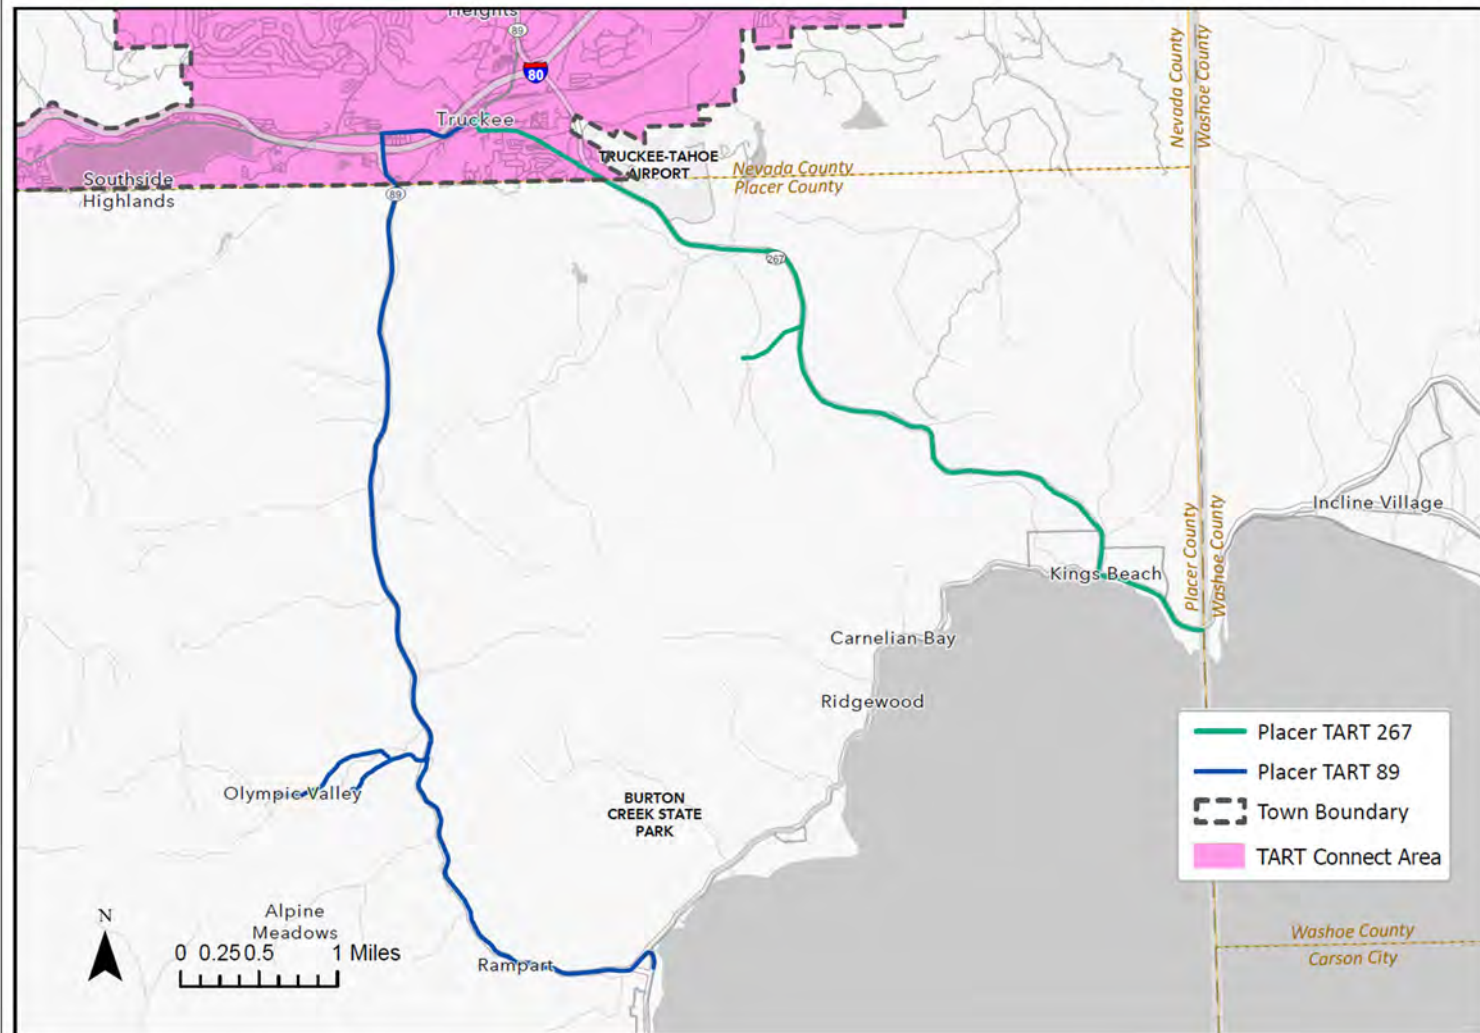 Heights
89
80
Truckee
TRUCKEE-TAHOE
AIRPORT
Nevada County
Placer County
Nevada County
Washoe County
Southside
Highlands
89
267
Incline Village
Placer County
Washoe County
Kings Beach
Carnelian Bay
Ridgewood
Placer TART 267
Placer TART 89
Town Boundary
TART Connect Area
Olympic Valley
BURTON
CREEK STATE
PARK
Alpine
Meadows
N
0 0.25 0.5 1 Miles
Rampart
Washoe County
Carson City